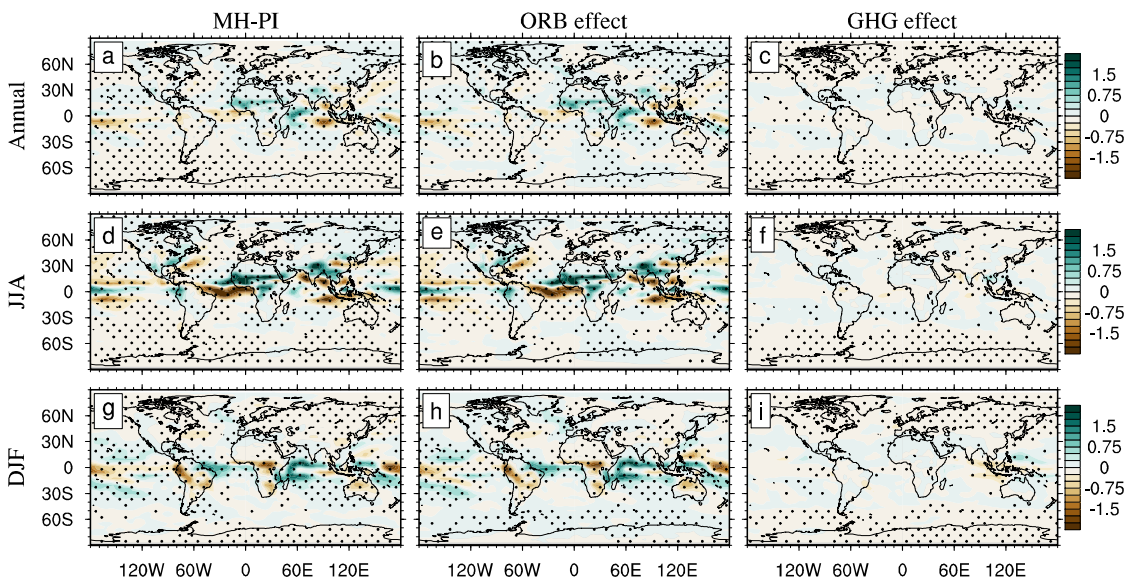 MH-PI ORB effect GHG effect
Annual
60N
30N
0
30S
60S
a
b
c
1.5
0.75
0
-0.75
-1.5
JJA
60N
30N
0
30S
60S
d
e
f
1.5
0.75
0
-0.75
-1.5
DJF
60N
30N
0
30S
60S
g
h
i
1.5
0.75
0
-0.75
-1.5
120W 60W 0 60E 120E 120W 60W 0 60E 120E 120W 60W 0 60E 120E